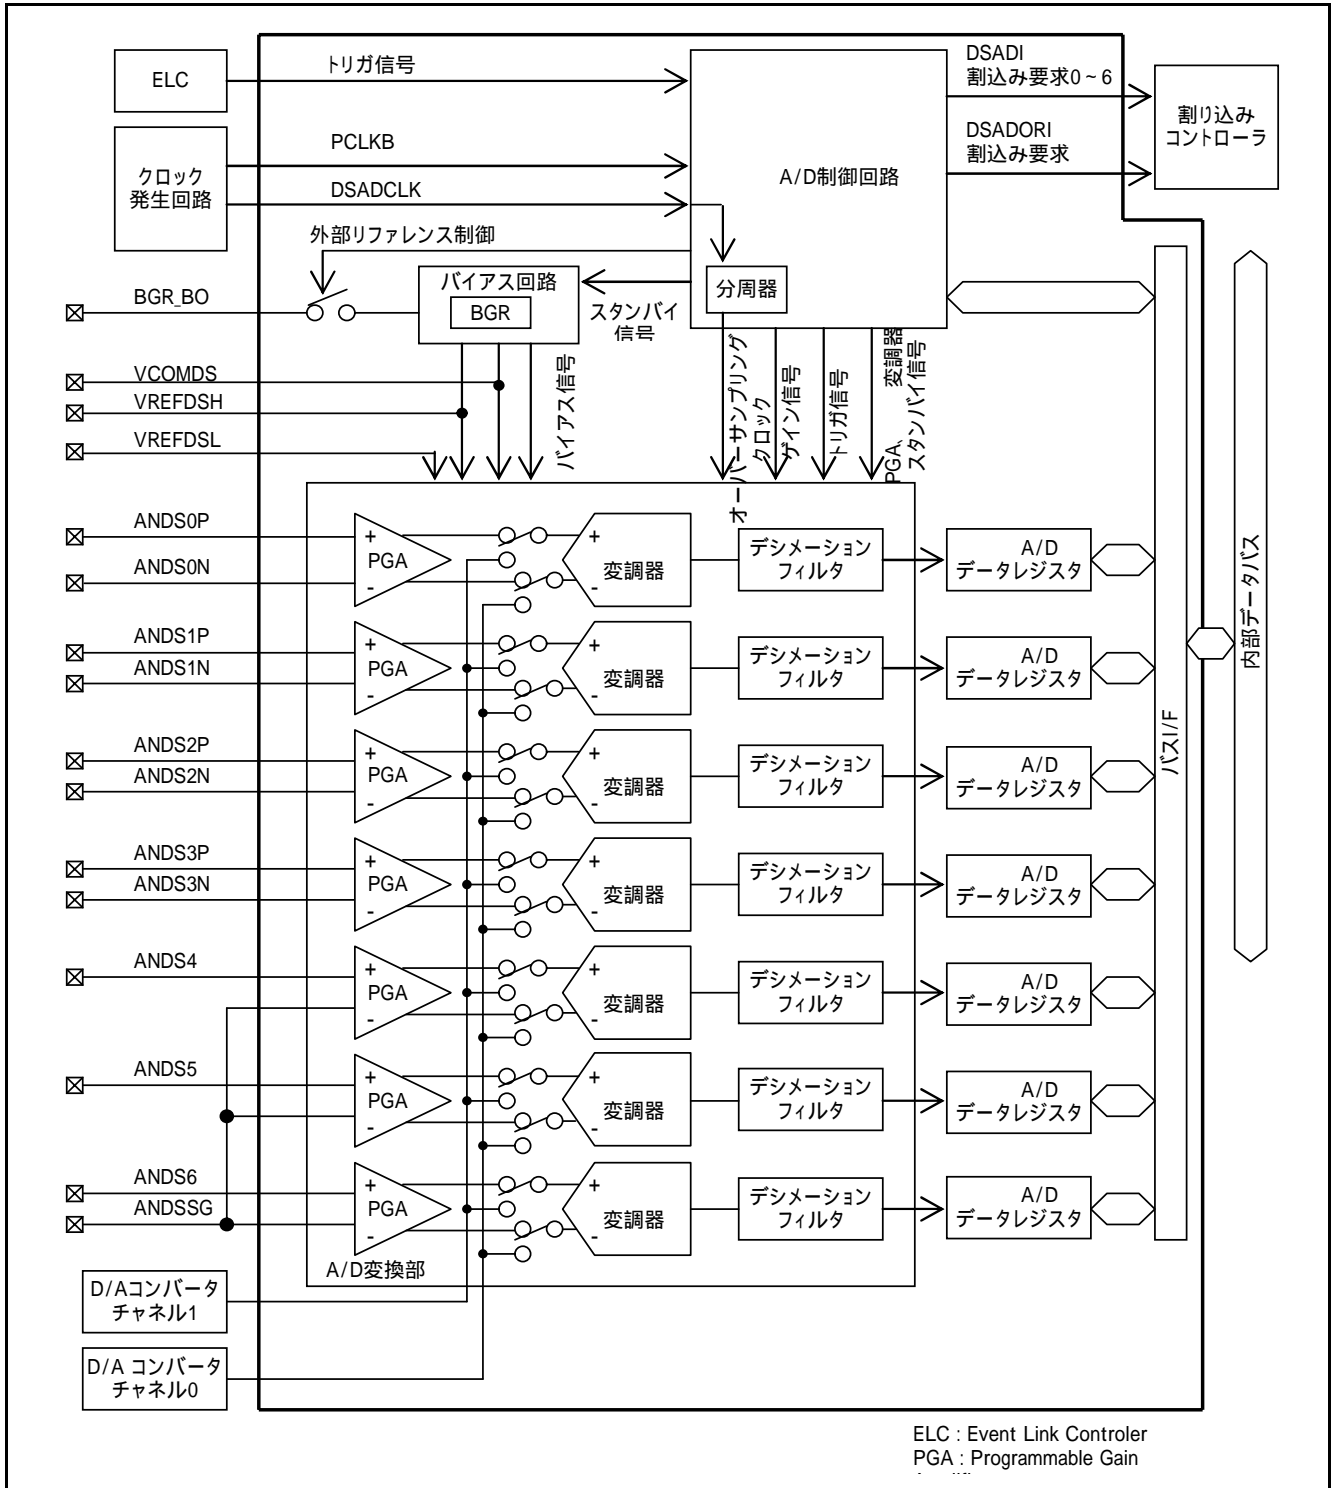 ELC
トリガ信号
DSADI
割込み要求0～6
割り込み
コントローラ
クロック
発生回路
PCLKB
DSADCLK
A/D制御回路
DSADORI
割込み要求
外部リファレンス制御
BGR_BO
バイアス回路
BGR
スタンバイ
信号
分周器
VCOMDS
VREFDSH
VREFDSL
バイアス信号
オーバーサンプリング
クロック
ゲイン信号
トリガ信号
PGA、変調器
スタンバイ信号
ANDS0P
ANDS0N
+
PGA
-
+
変調器
-
デシメーション
フィルタ
A/D
データレジスタ
ANDS1P
ANDS1N
+
PGA
-
+
変調器
-
デシメーション
フィルタ
A/D
データレジスタ
ANDS2P
ANDS2N
+
PGA
-
+
変調器
-
デシメーション
フィルタ
A/D
データレジスタ
ANDS3P
ANDS3N
+
PGA
-
+
変調器
-
デシメーション
フィルタ
A/D
データレジスタ
ANDS4
+
PGA
-
+
変調器
-
デシメーション
フィルタ
A/D
データレジスタ
ANDS5
+
PGA
-
+
変調器
-
デシメーション
フィルタ
A/D
データレジスタ
ANDS6
ANDSSG
+
PGA
-
+
変調器
-
デシメーション
フィルタ
A/D
データレジスタ
バスI/F
内部データバス
A/D変換部
D/Aコンバータ
チャネル1
D/A コンバータ
チャネル0
ELC : Event Link Controler
PGA : Programmable Gain